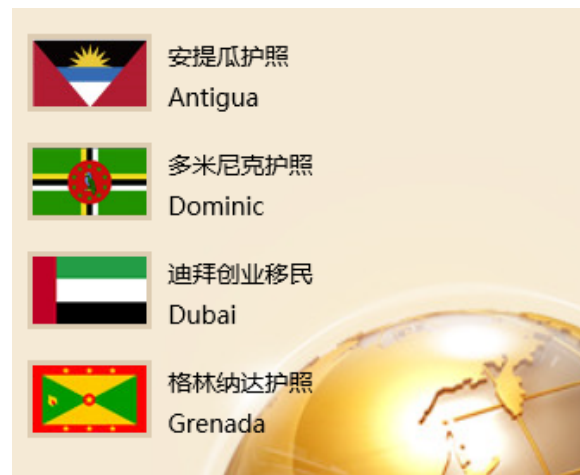 安提瓜护照
Antigua
多米尼克护照
Dominic
迪拜创业移民
Dubai
格林纳达护照
Grenada